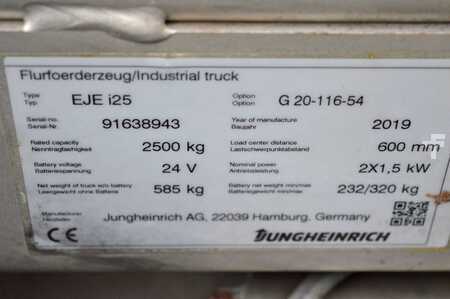 Flurfoerderzeug/Industrial truck
Type EJE i25 Option G 20-116-54
Typ Option
Serial-no. 91638943 Year of manufacture 2019
Serial-Nr. Baujahr
Rated capacity 2500 kg Load center distance 600 mm
Nenntragfaehigkeit Lastschwerpunktabstand
Battery voltage 24 V Nominal power 2X1,5 kW
Batteriespannung Antriebsleistung
Net weight of truck w/o battery 585 kg Battery net weight min/max 232/320 kg
Leergewicht ohne Batterie Batteriegewicht min/max
Manufacturer Jungheinrich AG, 22039 Hamburg, Germany
Hersteller
CE JUNGHEINRICH